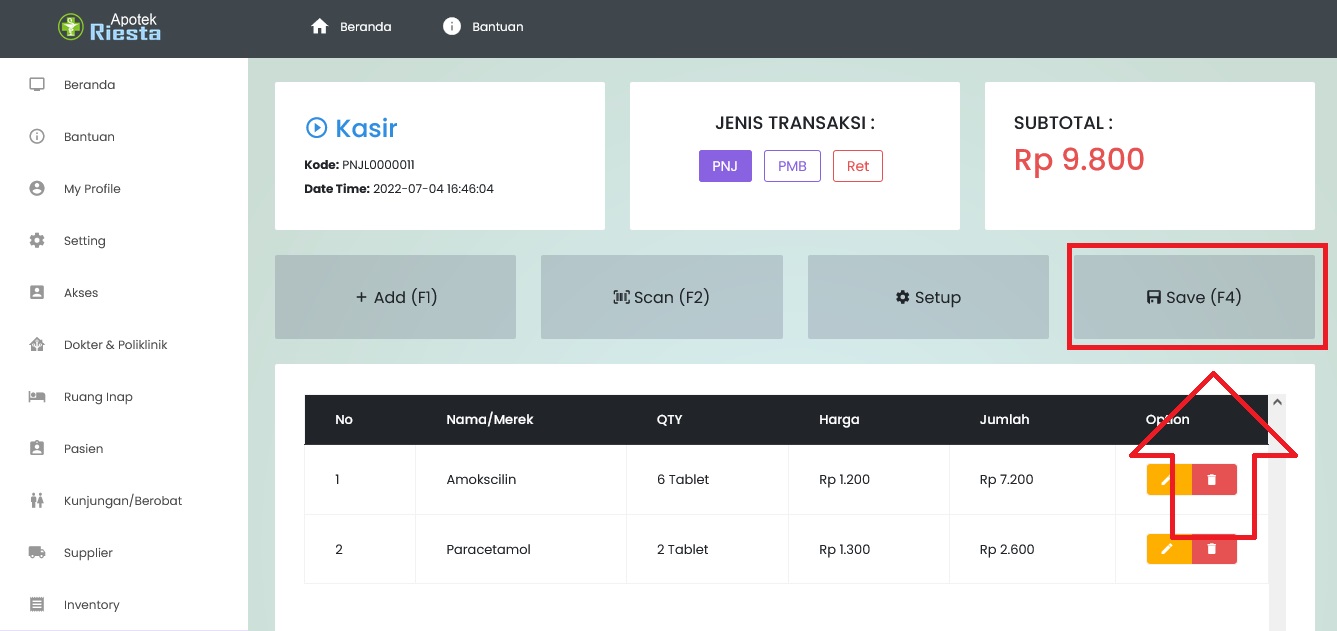 Apotek
Riesta
Beranda
Bantuan
Beranda
Bantuan
My Profile
Setting
Akses
Dokter & Poliklinik
Ruang Inap
Pasien
Kunjungan/Berobat
Supplier
Inventory
Kasir
Kode: PNJL0000011
Date Time: 2022-07-04 16:46:04
JENIS TRANSAKSI :
PNJ PMB Ret
SUBTOTAL :
Rp 9.800
+ Add (F1)
Scan (F2)
Setup
Save (F4)
No Nama/Merek QTY Harga Jumlah Option
1 Amokscilin 6 Tablet Rp 1.200 Rp 7.200
2 Paracetamol 2 Tablet Rp 1.300 Rp 2.600